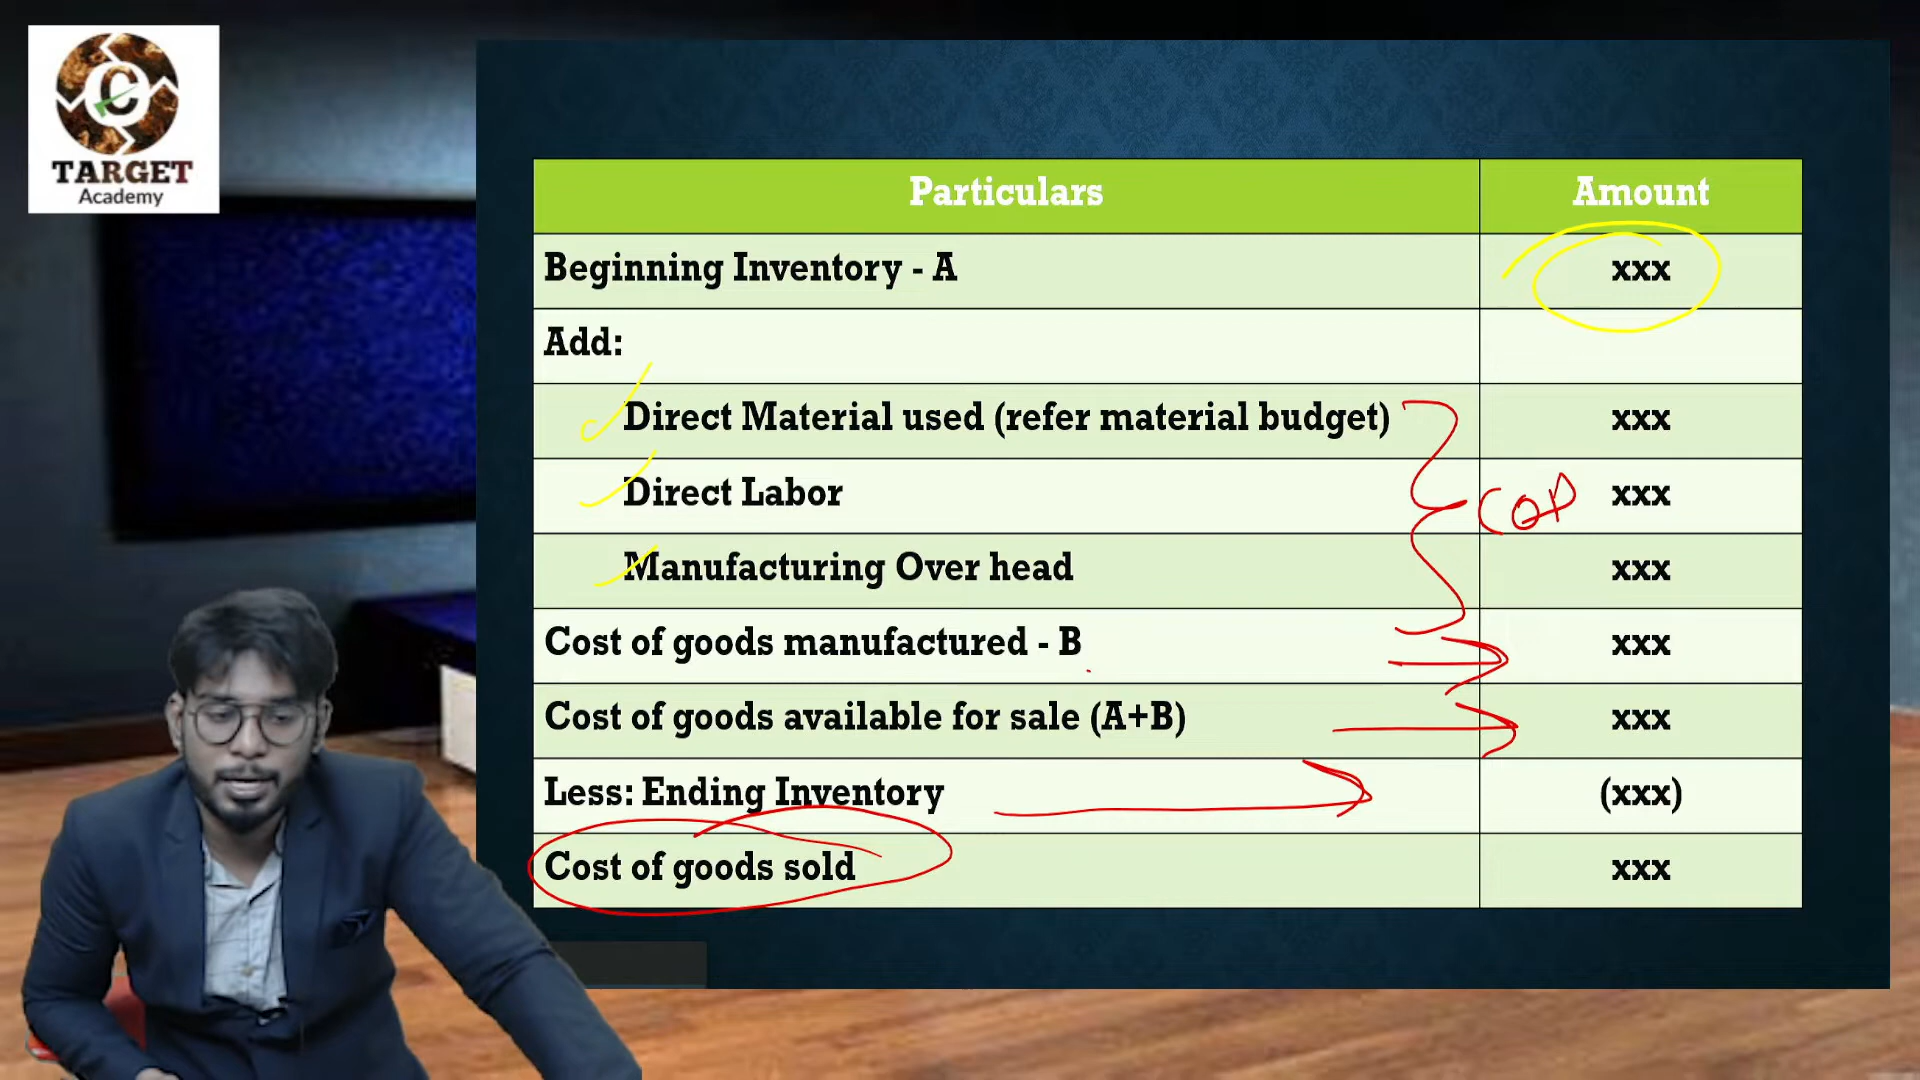 C
TARGET
Academy
Particulars Amount
Beginning Inventory - A xxx
Add:
Direct Material used (refer material budget) xxx
Direct Labor COP xxx
Manufacturing Over head xxx
Cost of goods manufactured - B xxx
Cost of goods available for sale (A+B) xxx
Less: Ending Inventory (xxx)
Cost of goods sold xxx